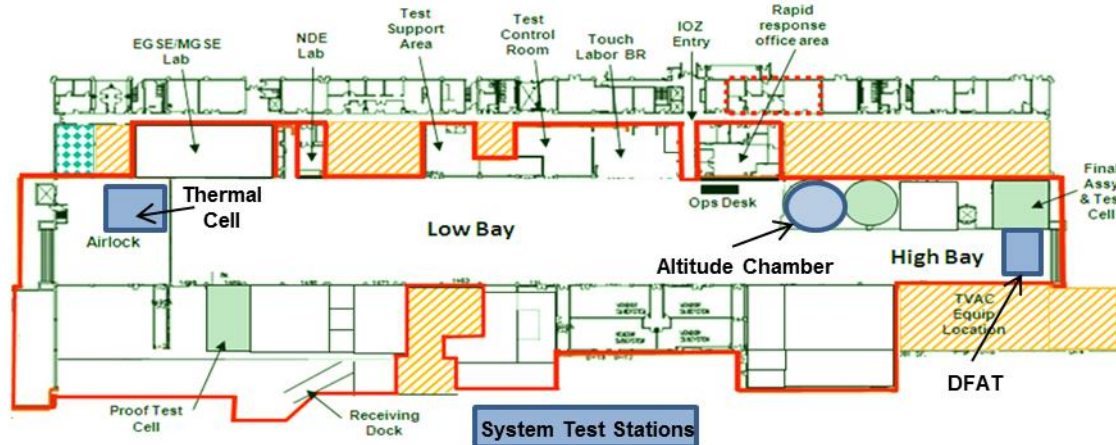 Test
Support
Area
Test
Control
Room
IOZ
Entry
Rapid
response
office area
EGSE/MGSE
Lab
NDE
Lab
Touch
Labor BR
Thermal
Cell
Airlock
Low Bay
Ops Desk
Altitude Chamber
High Bay
Final
Assy
& Test
Cell
TVAC
Equip
Location
DFAT
Proof Test
Cell
Receiving
Dock
System Test Stations